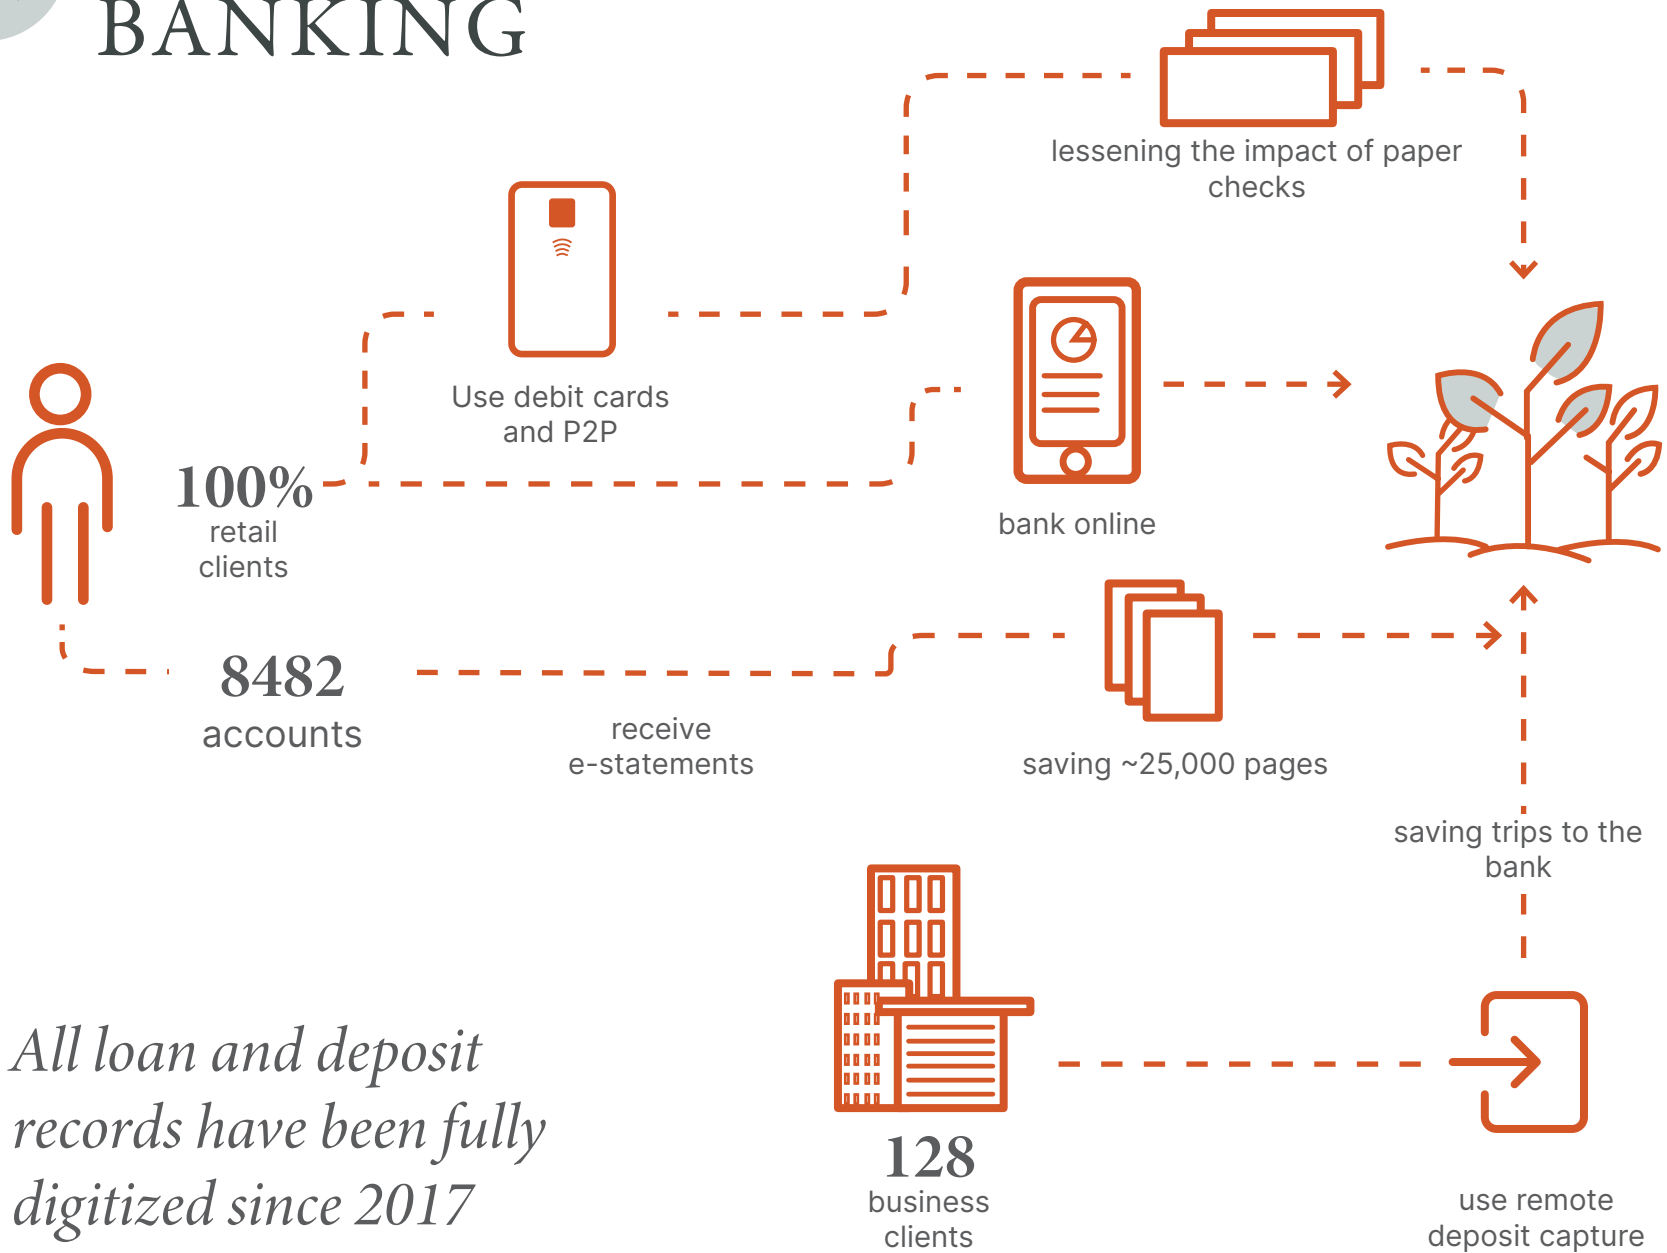 BANKING
lessening the impact of paper
checks
Use debit cards
and P2P
100%
retail
clients
bank online
8482
accounts
receive
e-statements
saving ~25,000 pages
saving trips to the
bank
All loan and deposit
records have been fully
digitized since 2017
128
business
clients
use remote
deposit capture